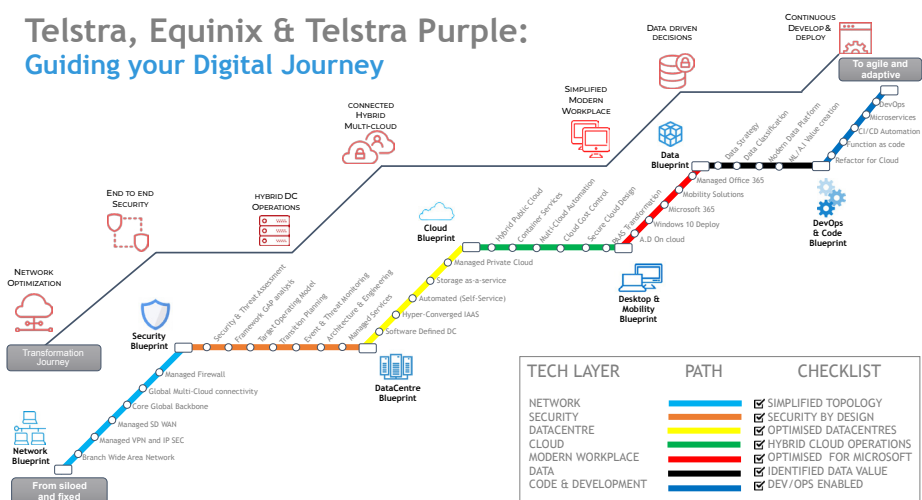 Telstra, Equinix & Telstra Purple:
Guiding your Digital Journey
NETWORK
OPTIMIZATION
END TO END
SECURITY
HYBRID DC
OPERATIONS
CONNECTED
HYBRID
MULTI-CLOUD
SIMPLIFIED
MODERN
WORKPLACE
DATA DRIVEN
DECISIONS
CONTINUOUS
DEVELOP &
DEPLOY
To agile and
adaptive
Transformation
Journey
From siloed
and fixed
Network
Blueprint
Branch Wide Area Network
Managed VPN and IP SEC
Managed SD WAN
Core Global Backbone
Global Multi-Cloud connectivity
Managed Firewall
Security
Blueprint
Security & Threat Assessment
Framework GAP analysis
Target Operating Model
Transition Planning
Event & Threat Monitoring
Architecture & Engineering
Managed Services
DataCentre
Blueprint
Software Defined DC
Hyper-Converged IAAS
Automated (Self-Service)
Storage as-a-service
Managed Private Cloud
Cloud
Blueprint
Hybrid Public Cloud
Container Services
Multi-Cloud Automation
Cloud Cost Control
Secure Cloud Design
PLAS Transformation
Desktop &
Mobility
Blueprint
A.D On cloud
Windows 10 Deploy
Microsoft 365
Mobility Solutions
Managed Office 365
Data
Blueprint
Data Strategy
Data Classification
Modern Data Platform
ML/A.I Value creation
DevOps
& Code
Blueprint
Refactor for Cloud
Function as code
CI/CD Automation
Microservices
DevOps
TECH LAYER PATH CHECKLIST
NETWORK SIMPLIFIED TOPOLOGY
SECURITY SECURITY BY DESIGN
DATACENTRE OPTIMISED DATACENTRES
CLOUD HYBRID CLOUD OPERATIONS
MODERN WORKPLACE OPTIMISED FOR MICROSOFT
DATA IDENTIFIED DATA VALUE
CODE & DEVELOPMENT DEV/OPS ENABLED